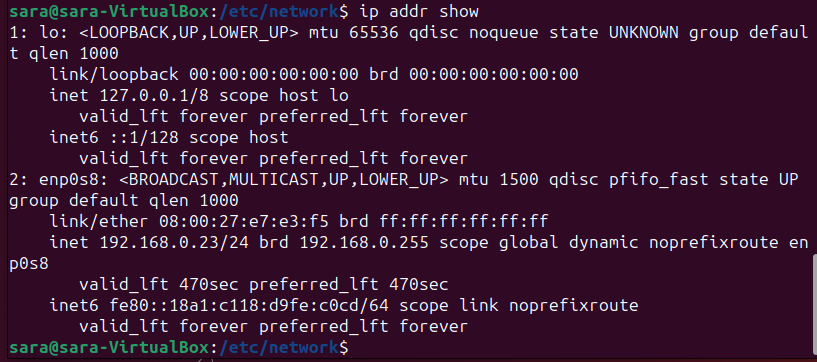 sara@sara-VirtualBox:/etc/network$ ip addr show
1: lo: <LOOPBACK,UP,LOWER_UP> mtu 65536 qdisc noqueue state UNKNOWN group defaul
t qlen 1000
    link/loopback 00:00:00:00:00:00 brd 00:00:00:00:00:00
    inet 127.0.0.1/8 scope host lo
       valid_lft forever preferred_lft forever
    inet6 ::1/128 scope host
       valid_lft forever preferred_lft forever
2: enp0s8: <BROADCAST,MULTICAST,UP,LOWER_UP> mtu 1500 qdisc pfifo_fast state UP
group default qlen 1000
    link/ether 08:00:27:e7:e3:f5 brd ff:ff:ff:ff:ff:ff
    inet 192.168.0.23/24 brd 192.168.0.255 scope global dynamic noprefixroute en
p0s8
       valid_lft 470sec preferred_lft 470sec
    inet6 fe80::18a1:c118:d9fe:c0cd/64 scope link noprefixroute
       valid_lft forever preferred_lft forever
sara@sara-VirtualBox:/etc/network$